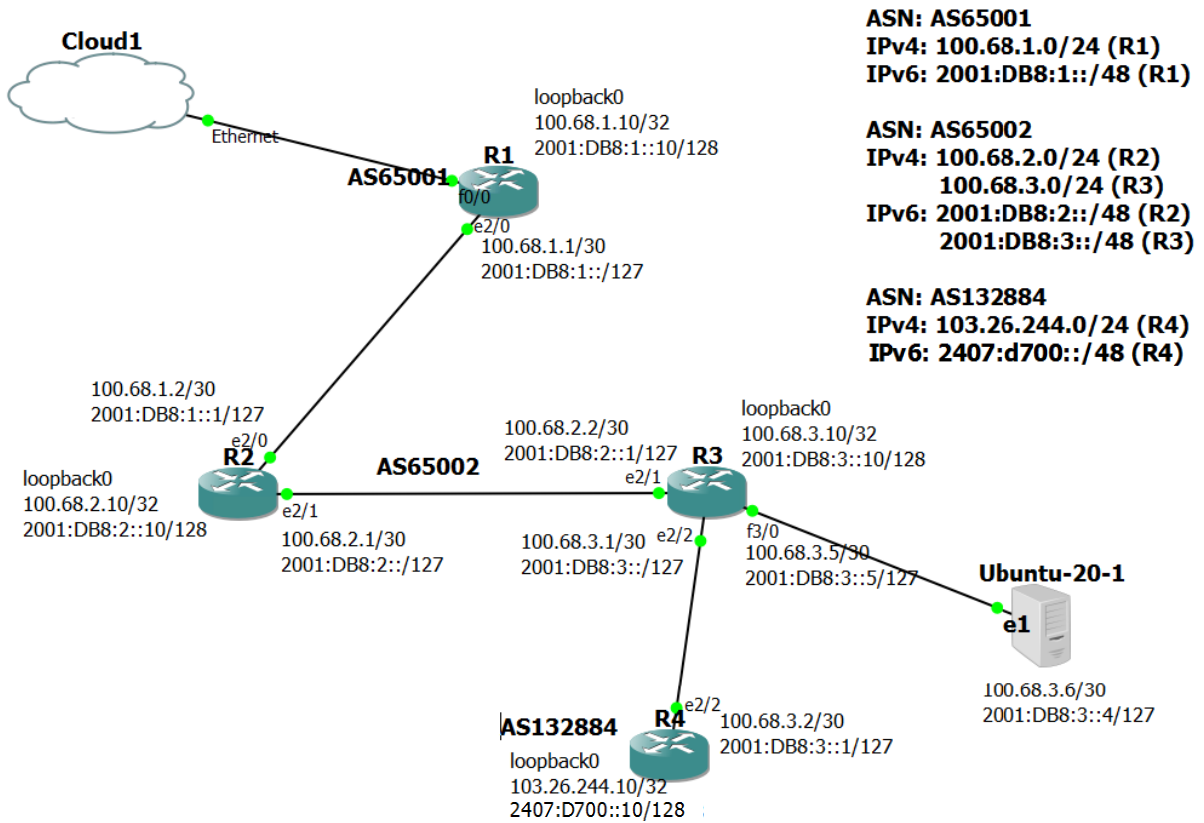 Cloud1
Ethernet
ASN: AS65001
IPv4: 100.68.1.0/24 (R1)
IPv6: 2001:DB8:1::/48 (R1)
ASN: AS65002
IPv4: 100.68.2.0/24 (R2)
100.68.3.0/24 (R3)
IPv6: 2001:DB8:2::/48 (R2)
2001:DB8:3::/48 (R3)
ASN: AS132884
IPv4: 103.26.244.0/24 (R4)
IPv6: 2407:d700::/48 (R4)
loopback0
100.68.1.10/32
2001:DB8:1::10/128
R1
AS65001
f0/0
e2/0
100.68.1.1/30
2001:DB8:1::/127
100.68.1.2/30
2001:DB8:1::1/127
e2/0
R2
loopback0
100.68.2.10/32
2001:DB8:2::10/128
e2/1
100.68.2.1/30
2001:DB8:2::/127
AS65002
100.68.2.2/30
2001:DB8:2::1/127
e2/1
R3
loopback0
100.68.3.10/32
2001:DB8:3::10/128
100.68.3.1/30
2001:DB8:3::/127
e2/2
f3/0
100.68.3.5/30
2001:DB8:3::5/127
Ubuntu-20-1
e1
100.68.3.6/30
2001:DB8:3::4/127
e2/2
R4
100.68.3.2/30
2001:DB8:3::1/127
AS132884
loopback0
103.26.244.10/32
2407:D700::10/128